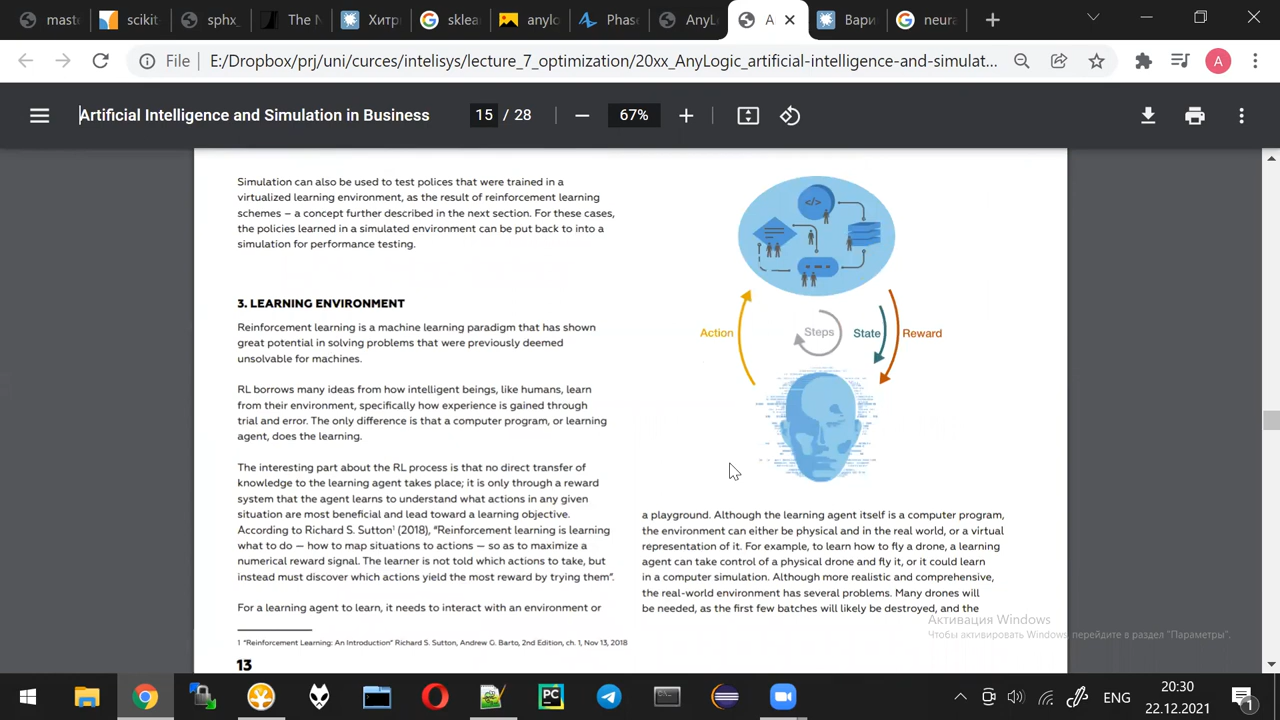 maste
scikit
sphx_
The N
Хитр
sklea
anylo
Phase
AnyLo
A
Вари
neura
File
E:/Dropbox/prj/uni/curces/intelisys/lecture_7_optimization/20xx_AnyLogic_artificial-intelligence-and-simulat...
A
Artificial Intelligence and Simulation in Business
15 / 28
67%
Simulation can also be used to test polices that were trained in a
virtualized learning environment, as the result of reinforcement learning
schemes – a concept further described in the next section. For these cases,
the policies learned in a simulated environment can be put back to into a
simulation for performance testing.
3. LEARNING ENVIRONMENT
Reinforcement learning is a machine learning paradigm that has shown
great potential in solving problems that were previously deemed
unsolvable for machines.
RL borrows many ideas from how intelligent beings, like humans, learn
from their environment, specifically how experience is gained through
trial and error. The only difference is that a computer program, or learning
agent, does the learning.
The interesting part about the RL process is that no direct transfer of
knowledge to the learning agent takes place; it is only through a reward
system that the agent learns to understand what actions in any given
situation are most beneficial and lead toward a learning objective.
According to Richard S. Sutton¹ (2018), “Reinforcement learning is learning
what to do — how to map situations to actions — so as to maximize a
numerical reward signal. The learner is not told which actions to take, but
instead must discover which actions yield the most reward by trying them”.
For a learning agent to learn, it needs to interact with an environment or
1 “Reinforcement Learning: An Introduction” Richard S. Sutton, Andrew G. Barto, 2nd Edition, ch. 1, Nov 13, 2018
13
</>
Action
Steps
State
Reward
a playground. Although the learning agent itself is a computer program,
the environment can either be physical and in the real world, or a virtual
representation of it. For example, to learn how to fly a drone, a learning
agent can take control of a physical drone and fly it, or it could learn
in a computer simulation. Although more realistic and comprehensive,
the real-world environment has several problems. Many drones will
be needed, as the first few batches will likely be destroyed, and the
Активация Windows
Чтобы активировать Windows, перейдите в раздел "Параметры".
PC
ENG
20:30
22.12.2021
1